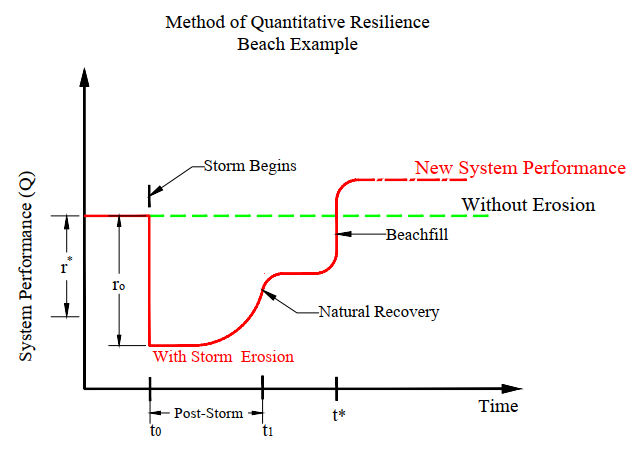 Method of Quantitative Resilience
Beach Example
Storm Begins
New System Performance
Without Erosion
Beachfill
System Performance (Q)
r*
ro
Natural Recovery
With Storm Erosion
Post-Storm
Time
t0
t1
t*